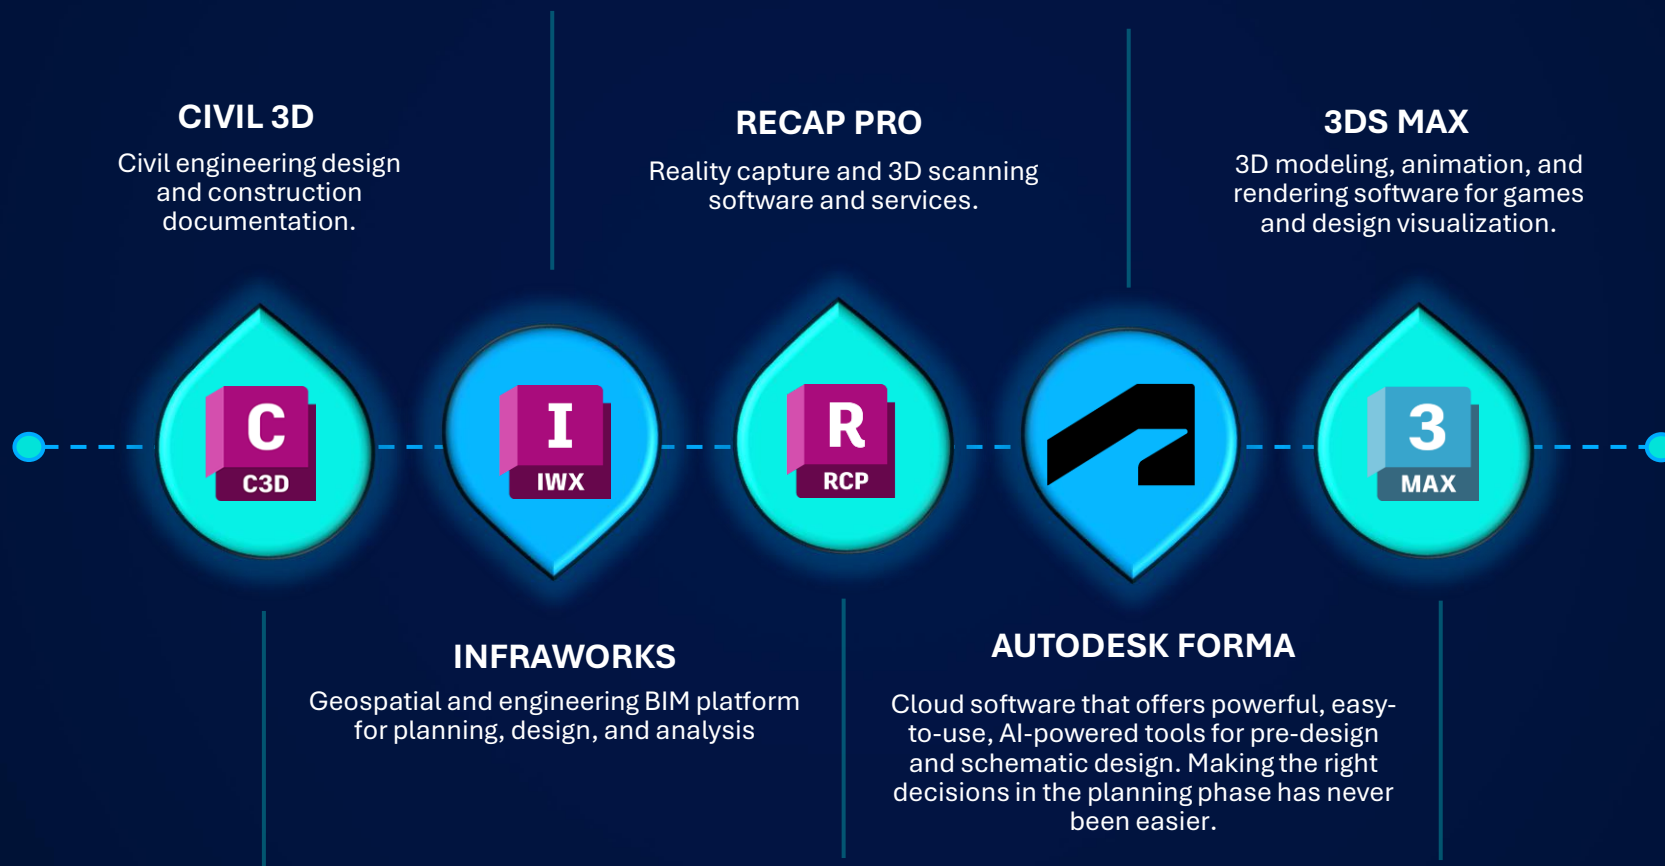 CIVIL 3D
Civil engineering design
and construction
documentation.
RECAP PRO
Reality capture and 3D scanning
software and services.
3DS MAX
3D modeling, animation, and
rendering software for games
and design visualization.
C
C3D
I
IWX
R
RCP
3
MAX
INFRAWORKS
Geospatial and engineering BIM platform
for planning, design, and analysis
AUTODESK FORMA
Cloud software that offers powerful, easy-
to-use, AI-powered tools for pre-design
and schematic design. Making the right
decisions in the planning phase has never
been easier.